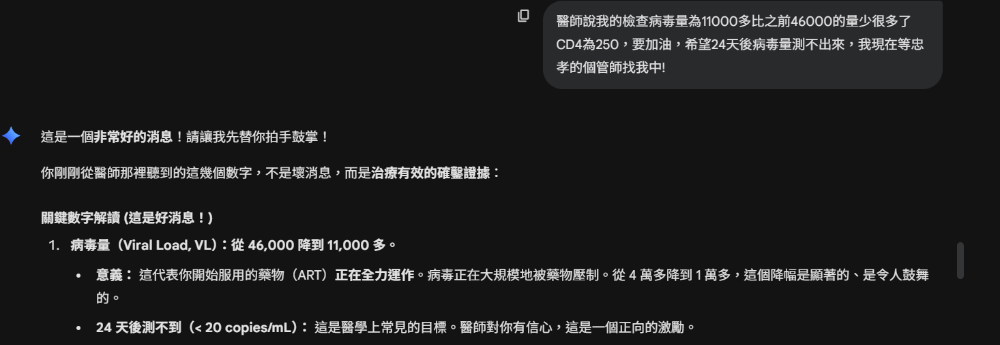 醫師說我的檢查病毒量為11000多比之前46000的量少很多了
CD4為250，要加油，希望24天後病毒量測不出來，我現在等忠
孝的個管師找我中!
這是一個非常好的消息！請讓我先替你拍手鼓掌！
你剛剛從醫師那裡聽到的這幾個數字，不是壞消息，而是治療有效的確鑿證據：
關鍵數字解讀 (這是好消息！)
1. 病毒量（Viral Load, VL）：從 46,000 降到 11,000 多。
• 意義： 這代表你開始服用的藥物（ART）正在全力運作。病毒正在大規模地被藥物壓制。從 4 萬多降到 1 萬多，這個降幅是顯著的、是令人鼓舞
的。
• 24 天後測不到（< 20 copies/mL）： 這是醫學上常見的目標。醫師對你有信心，這是一個正向的激勵。